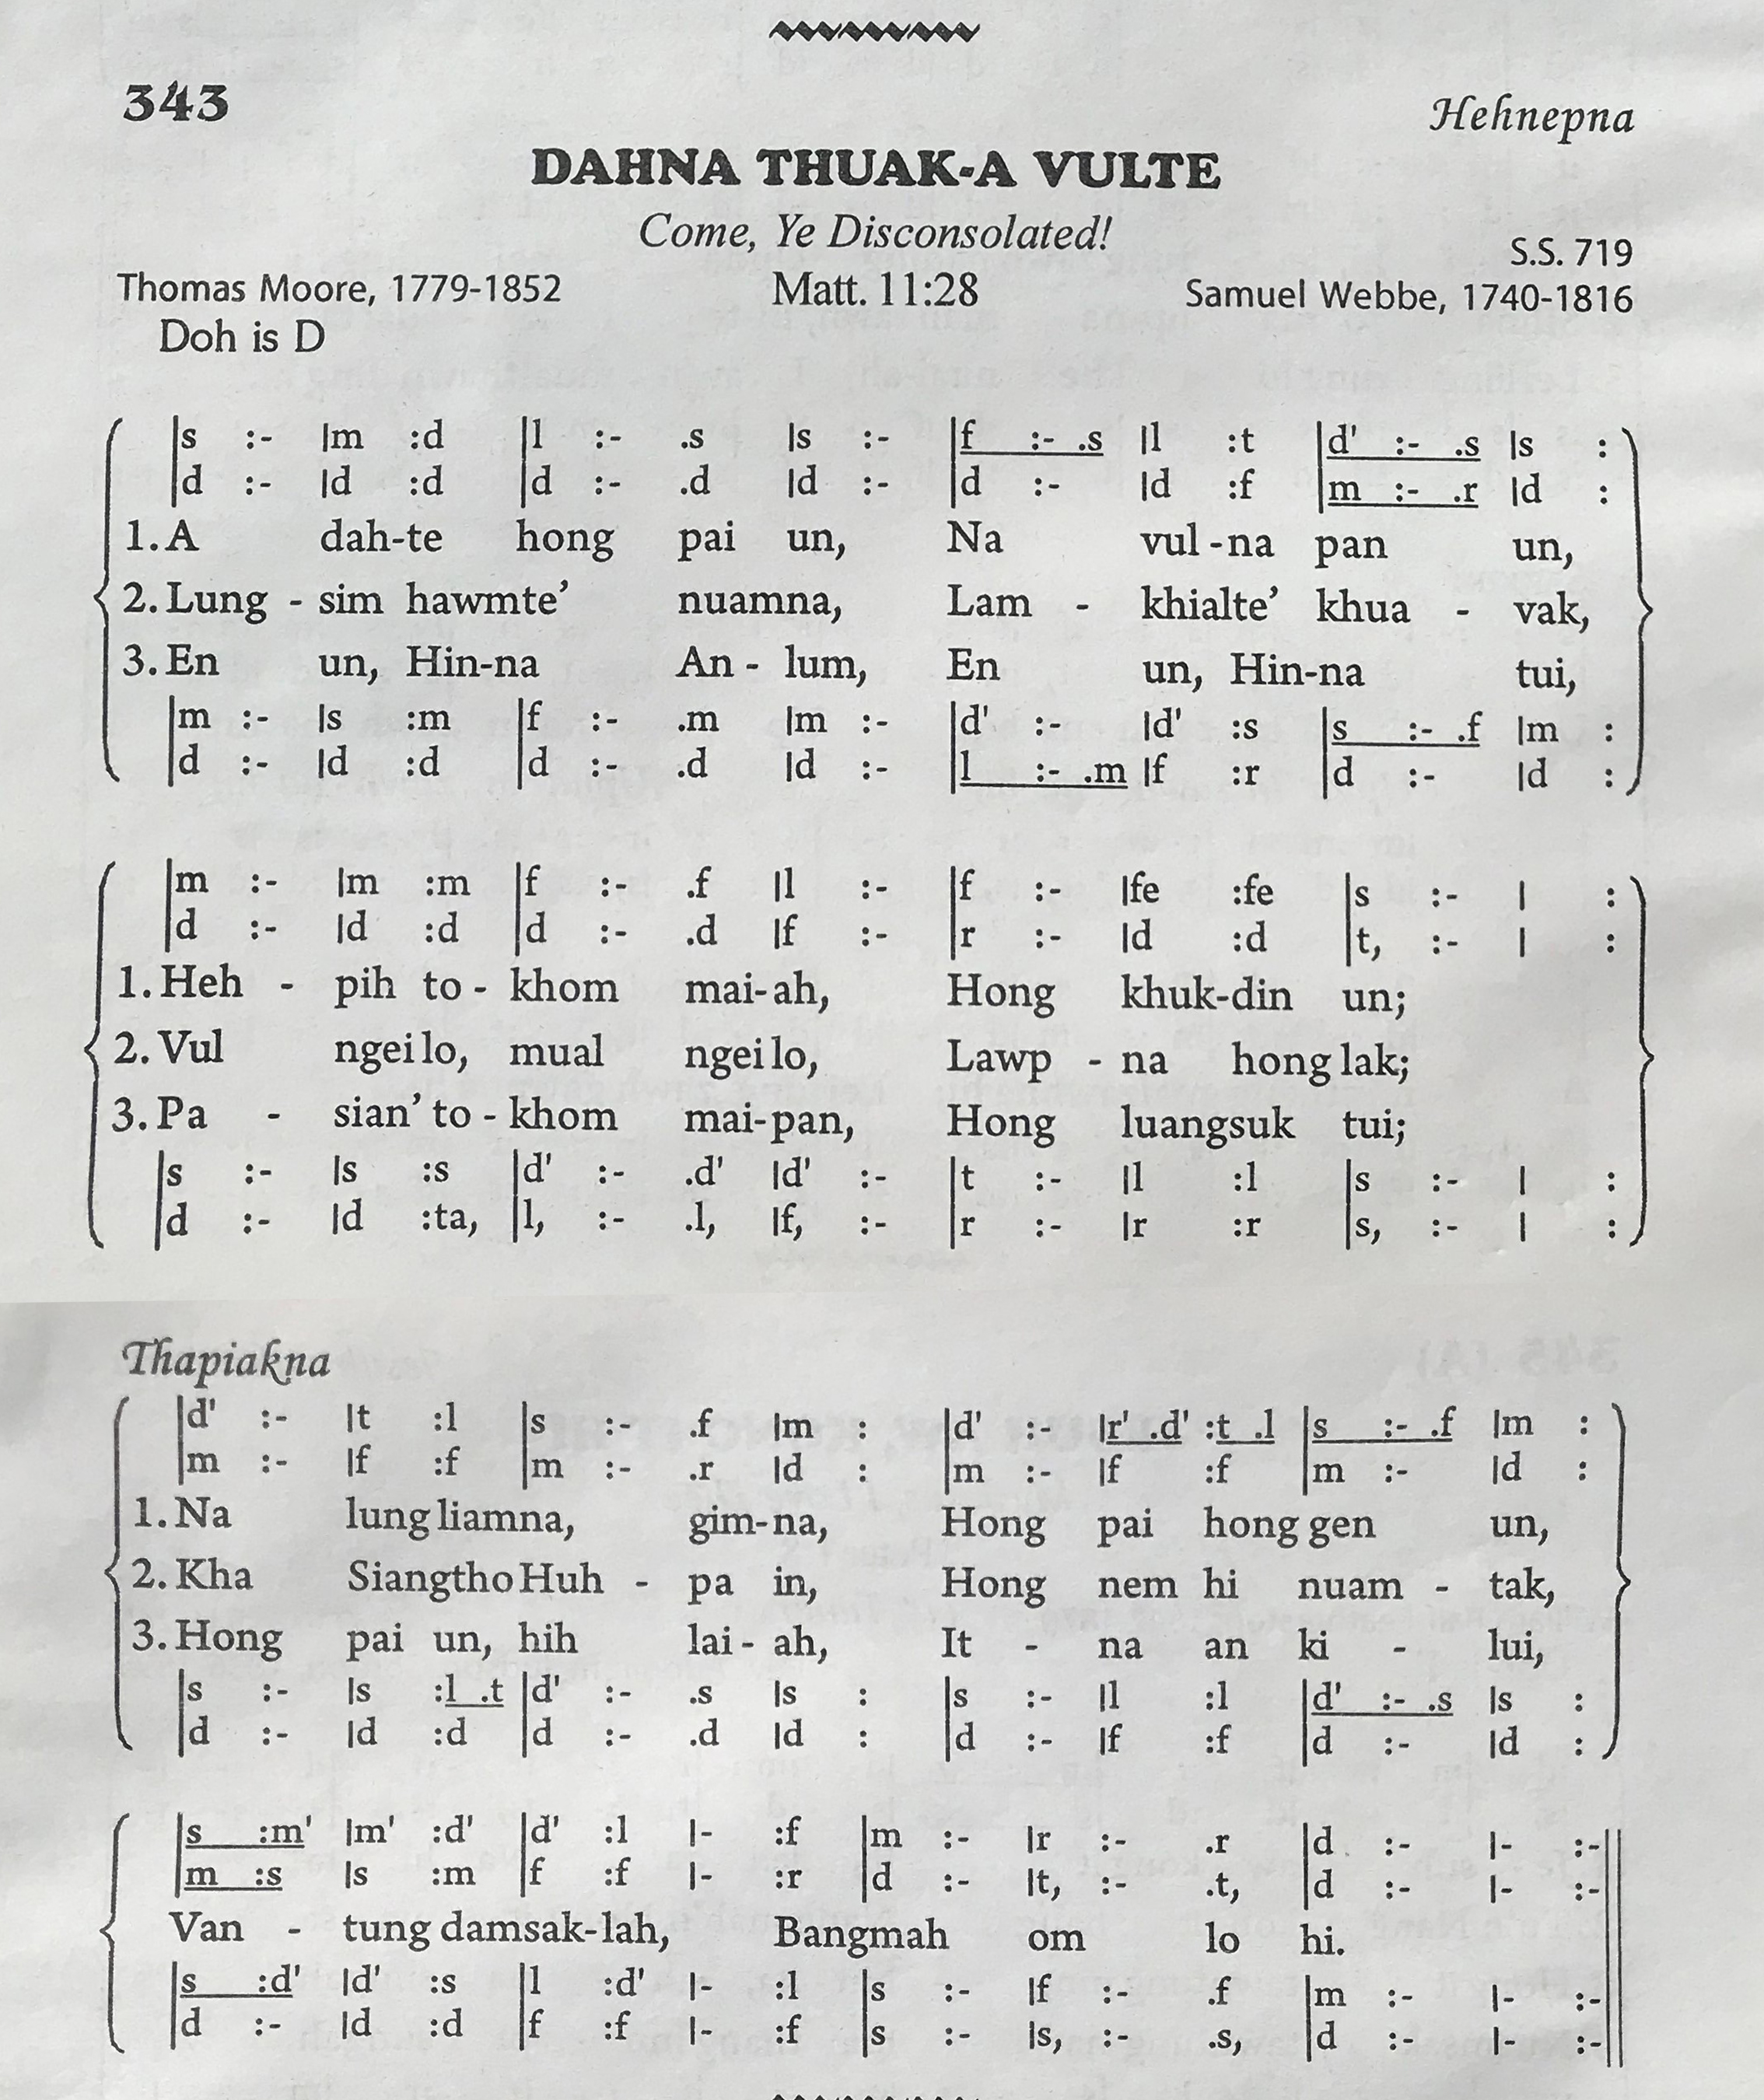 343
Hehnepna
DAHNA THUAK-A VULTE
Come, Ye Disconsolated!
S.S. 719
Thomas Moore, 1779-1852 Matt. 11:28 Samuel Webbe, 1740-1816
Doh is D
|s :- |m :d |l :- .s |s :- |f :- .s |l :t |d' :- .s |s :
|d :- |d :d |d :- .d |d :- |d :- |d :f |m :- .r |d :
1. A dah-te hong pai un, Na vul-na pan un,
2. Lung - sim hawmte’ nuamna, Lam - khialte’ khua - vak,
3. En un, Hin-na An - lum, En un, Hin-na tui,
|m :- |s :m |f :- .m |m :- |d' :- |d' :s |s :- .f |m :
|d :- |d :d |d :- .d |d :- |l :- .m |f :r |d :- |d :
|m :- |m :m |f :- .f |l :- |f :- |fe :fe |s :- | :
|d :- |d :d |d :- .d |f :- |r :- |d :d |t, :- | :
1. Heh - pih to - khom mai-ah, Hong khuk-din un;
2. Vul ngei lo, mual ngei lo, Lawp - na hong lak;
3. Pa - sian’ to - khom mai-pan, Hong luangsuk tui;
|s :- |s :s |d' :- .d' |d' :- |t :- |l :l |s :- | :
|d :- |d :ta, |l, :- .l, |f, :- |r :- |r :r |s, :- | :
Thapiakna
|d' :- |t :l |s :- .f |m : |d' :- |r' .d' :t .l |s :- .f |m :
|m :- |f :f |m :- .r |d : |m :- |f :f |m :- |d :
1. Na lung liamna, gim-na, Hong pai hong gen un,
2. Kha Siangtho Huh - pa in, Hong nem hi nuam - tak,
3. Hong pai un, hih lai - ah, It - na an ki - lui,
|s :- |s :l .t |d' :- .s |s : |s :- |l :l |d' :- .s |s :
|d :- |d :d |d :- .d |d : |d :- |f :f |d :- |d :
|s :m' |m' :d' |d' :l |- :f |m :- |r :- .r |d :- |- :-||
|m :s |s :m |f :f |- :r |d :- |t, :- .t, |d :- |- :-||
Van - tung damsak-lah, Bangmah om lo hi.
|s :d' |d' :s |l :d' |- :l |s :- |f :- .f |m :- |- :-||
|d :- |d :d |f :f |- :f |s :- |s, :- .s, |d :- |- :-||